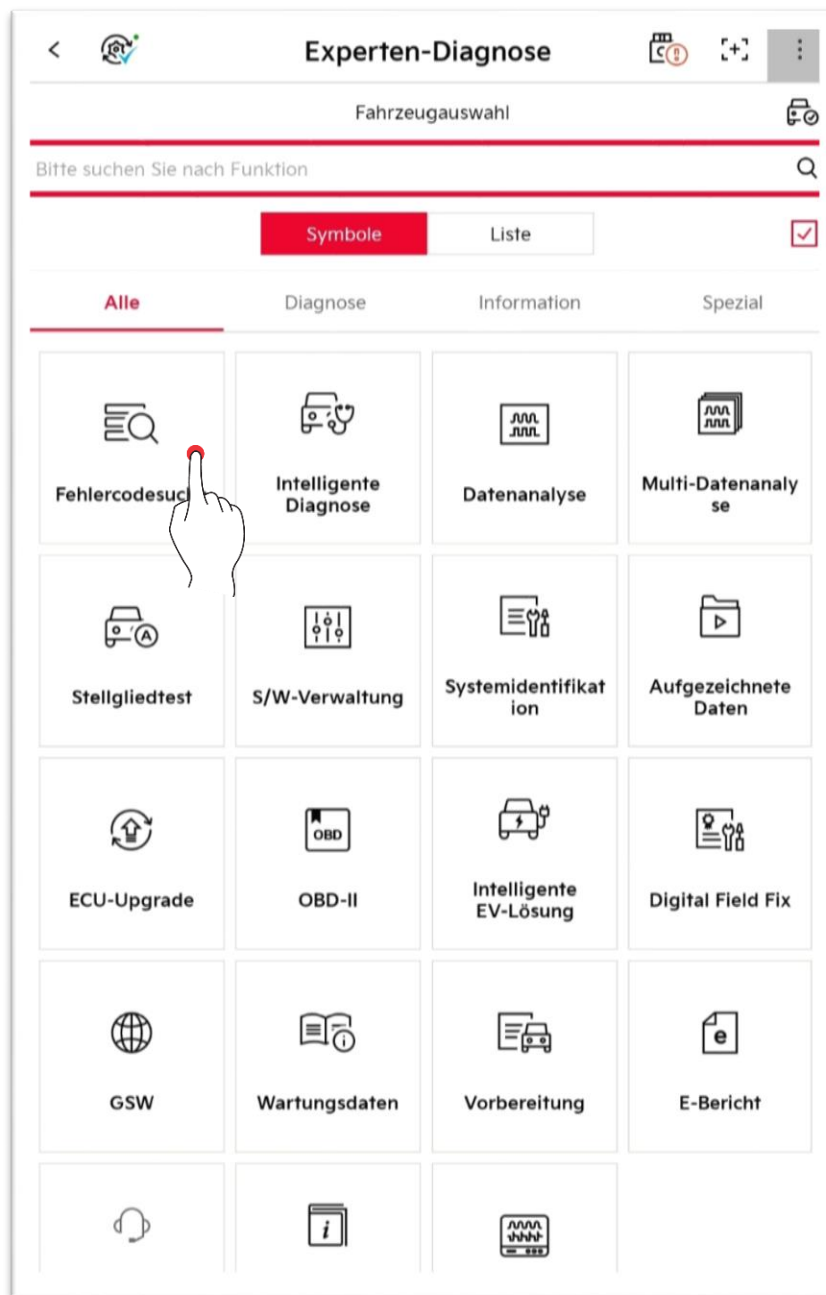 Experten-Diagnose
Fahrzeugauswahl
Bitte suchen Sie nach Funktion
Symbole Liste
Alle Diagnose Information Spezial
Fehlercodesuc
Intelligente
Diagnose
Datenanalyse
Multi-Datenanaly
se
A
Stellgliedtest
S/W-Verwaltung
Systemidentifikat
ion
Aufgezeichnete
Daten
ECU-Upgrade
OBD
OBD-II
Intelligente
EV-Lösung
Digital Field Fix
GSW
i
Wartungsdaten
Vorbereitung
e
E-Bericht
i